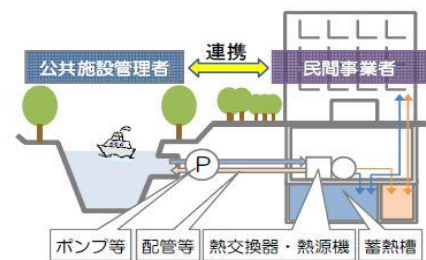 連携
公共施設管理者
民間事業者
P
ポンプ等
配管等
熱交換器・熱源機
蓄熱槽